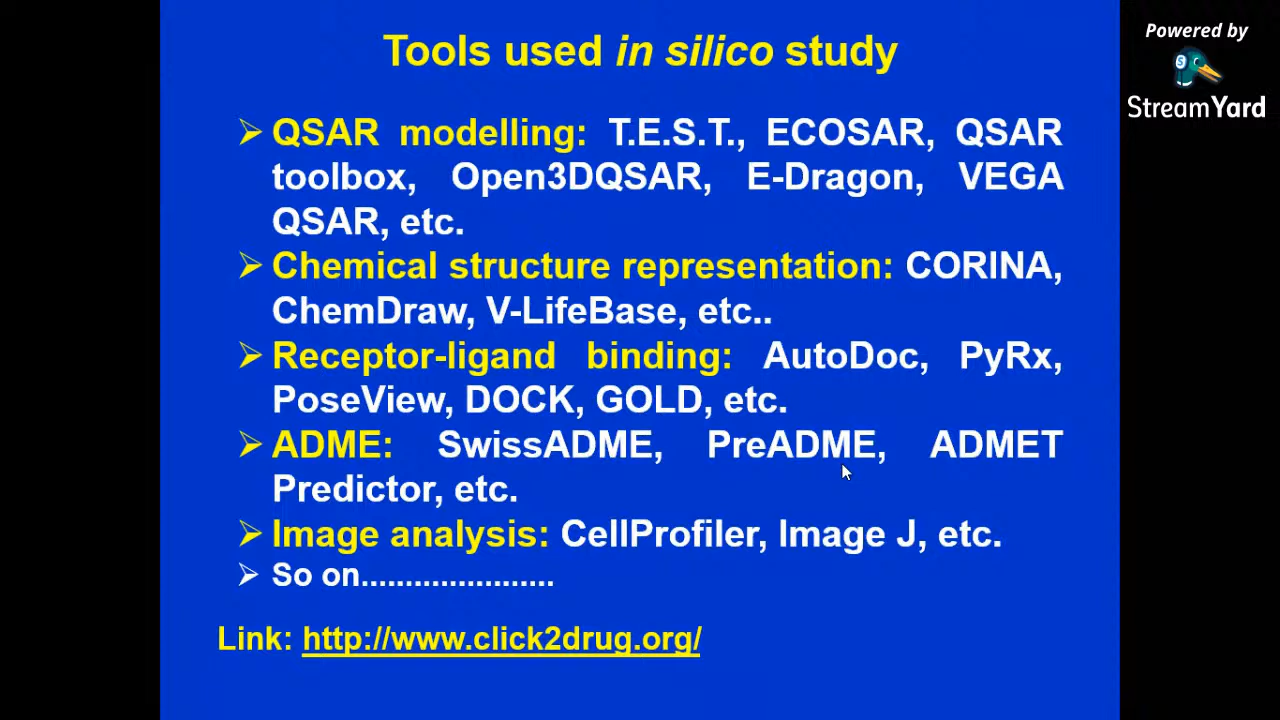 Tools used in silico study
Powered by
StreamYard
➢ QSAR modelling: T.E.S.T., ECOSAR, QSAR
toolbox, Open3DQSAR, E-Dragon, VEGA
QSAR, etc.
➢ Chemical structure representation: CORINA,
ChemDraw, V-LifeBase, etc..
➢ Receptor-ligand binding: AutoDoc, PyRx,
PoseView, DOCK, GOLD, etc.
➢ ADME: SwissADME, PreADME, ADMET
Predictor, etc.
➢ Image analysis: CellProfiler, Image J, etc.
➢ So on......................
Link: http://www.click2drug.org/